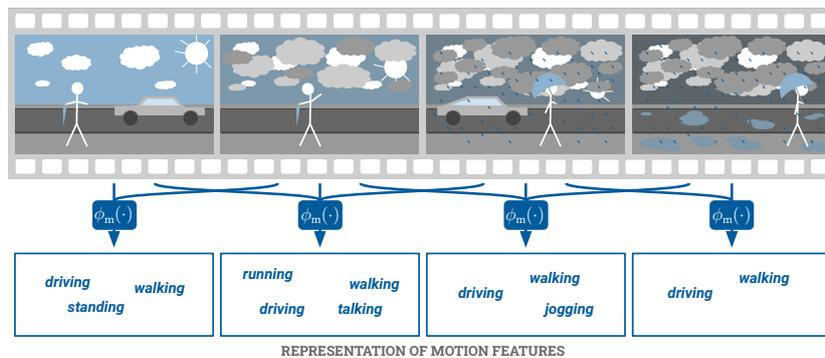 ϕm(·) ϕm(·) ϕm(·) ϕm(·)
driving walking standing
running walking driving talking
driving walking jogging
driving walking
REPRESENTATION OF MOTION FEATURES